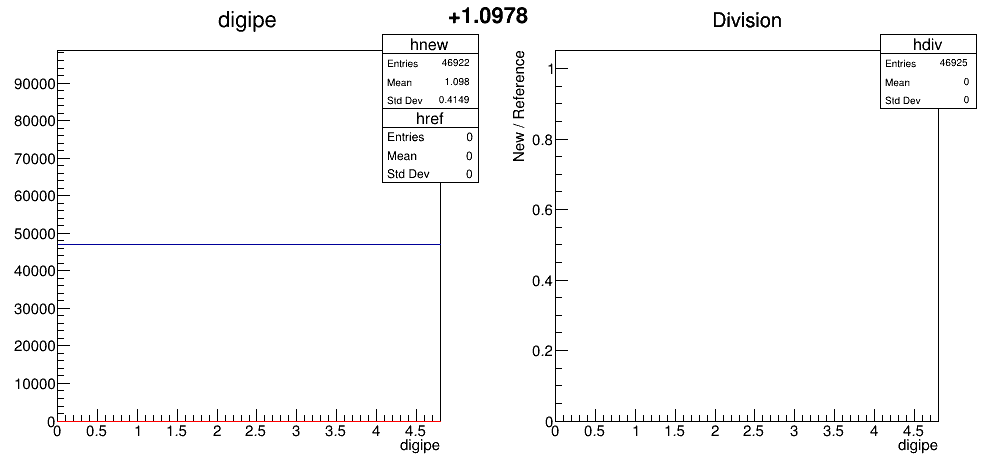 digipe
+1.0978
Division
hnew
Entries 46922
Mean 1.098
Std Dev 0.4149
href
Entries 0
Mean 0
Std Dev 0
90000
80000
70000
60000
50000
40000
30000
20000
10000
0
0 0.5 1 1.5 2 2.5 3 3.5 4 4.5
digipe
hdiv
Entries 46925
Mean 0
Std Dev 0
New / Reference
1
0.8
0.6
0.4
0.2
0
0 0.5 1 1.5 2 2.5 3 3.5 4 4.5
digipe